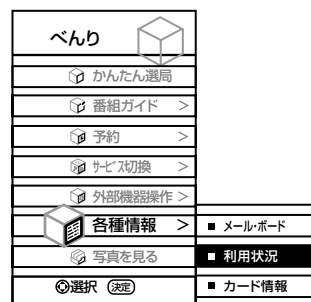 べんり
かんたん選局
番組ガイド >
予約 >
サービス切換 >
外部機器操作 >
各種情報 >
■ メール・ボード
写真を見る
■ 利用状況
選択 決定
■ カード情報